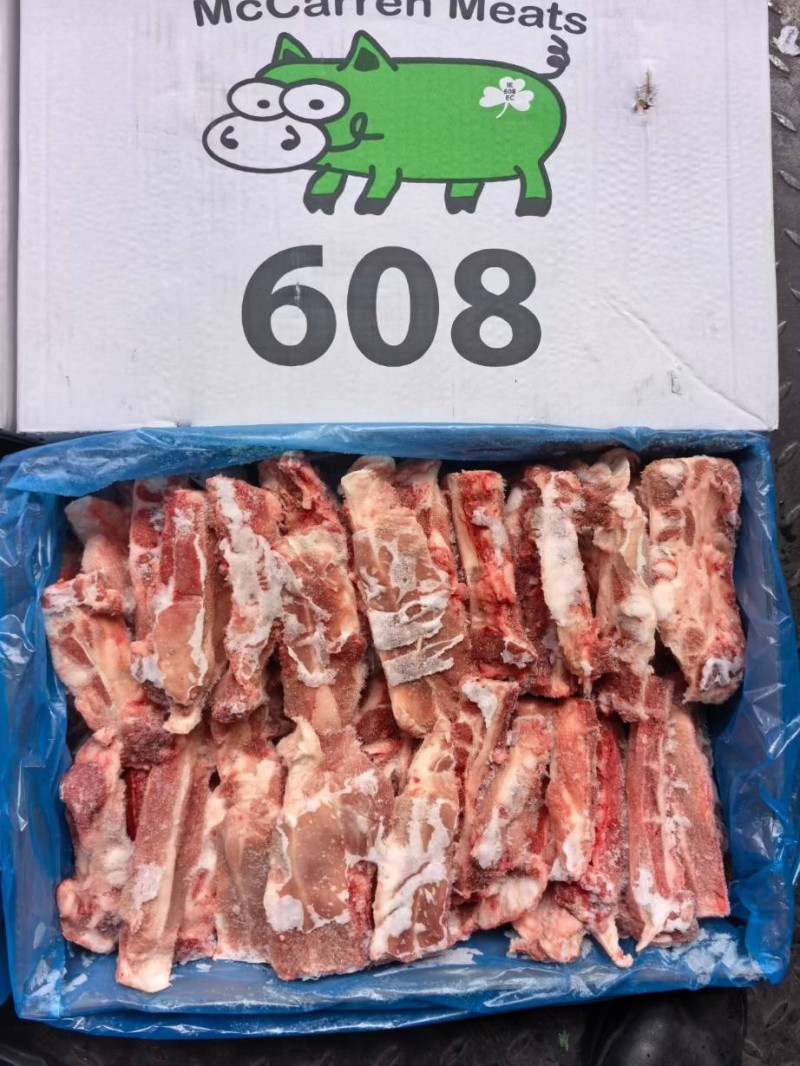 McCarren Meats
IE
608
EC
608